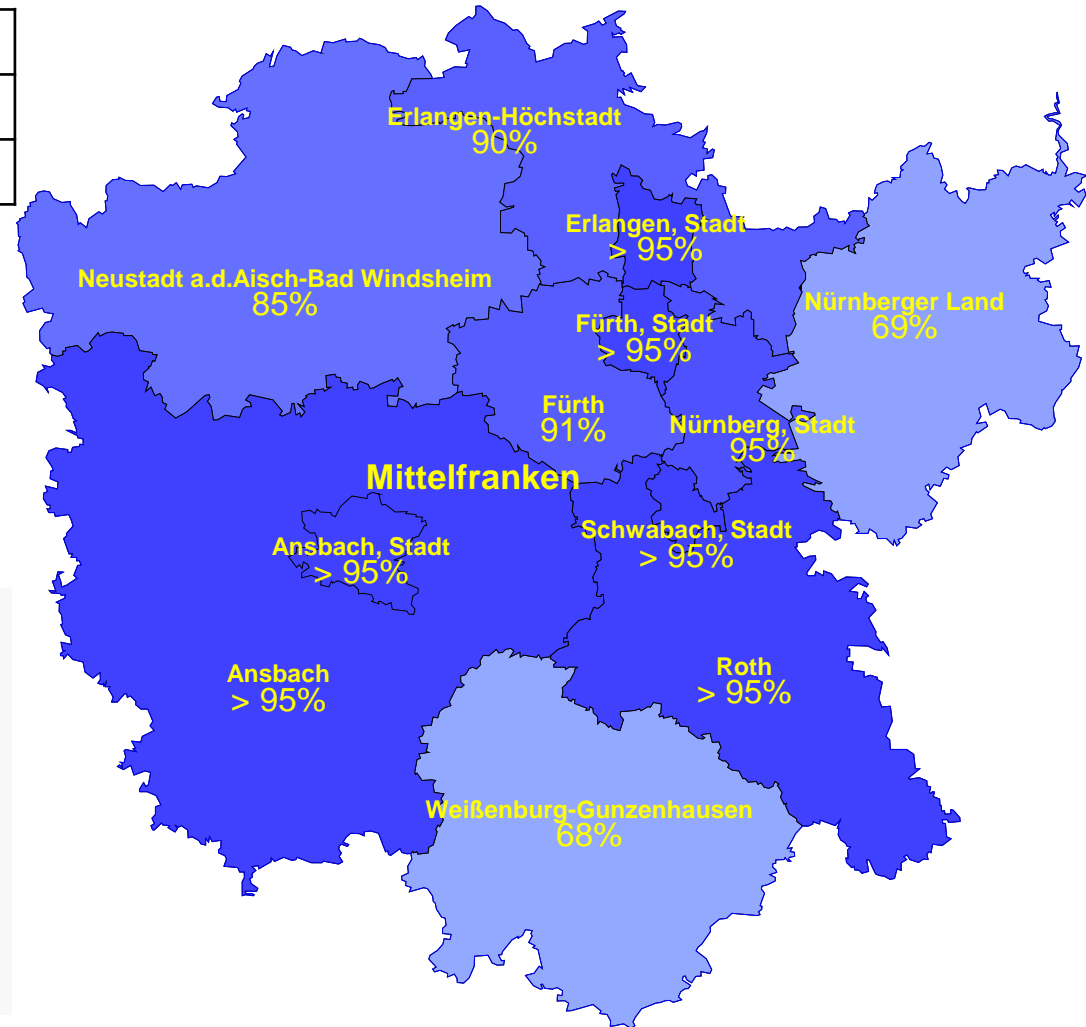 Erlangen-Höchstadt
90%
Erlangen, Stadt
> 95%
Neustadt a.d.Aisch-Bad Windsheim
85%
Nürnberger Land
69%
Fürth, Stadt
> 95%
Fürth
91%
Nürnberg, Stadt
95%
Mittelfranken
Schwabach, Stadt
> 95%
Ansbach, Stadt
> 95%
Ansbach
> 95%
Roth
> 95%
Weißenburg-Gunzenhausen
68%